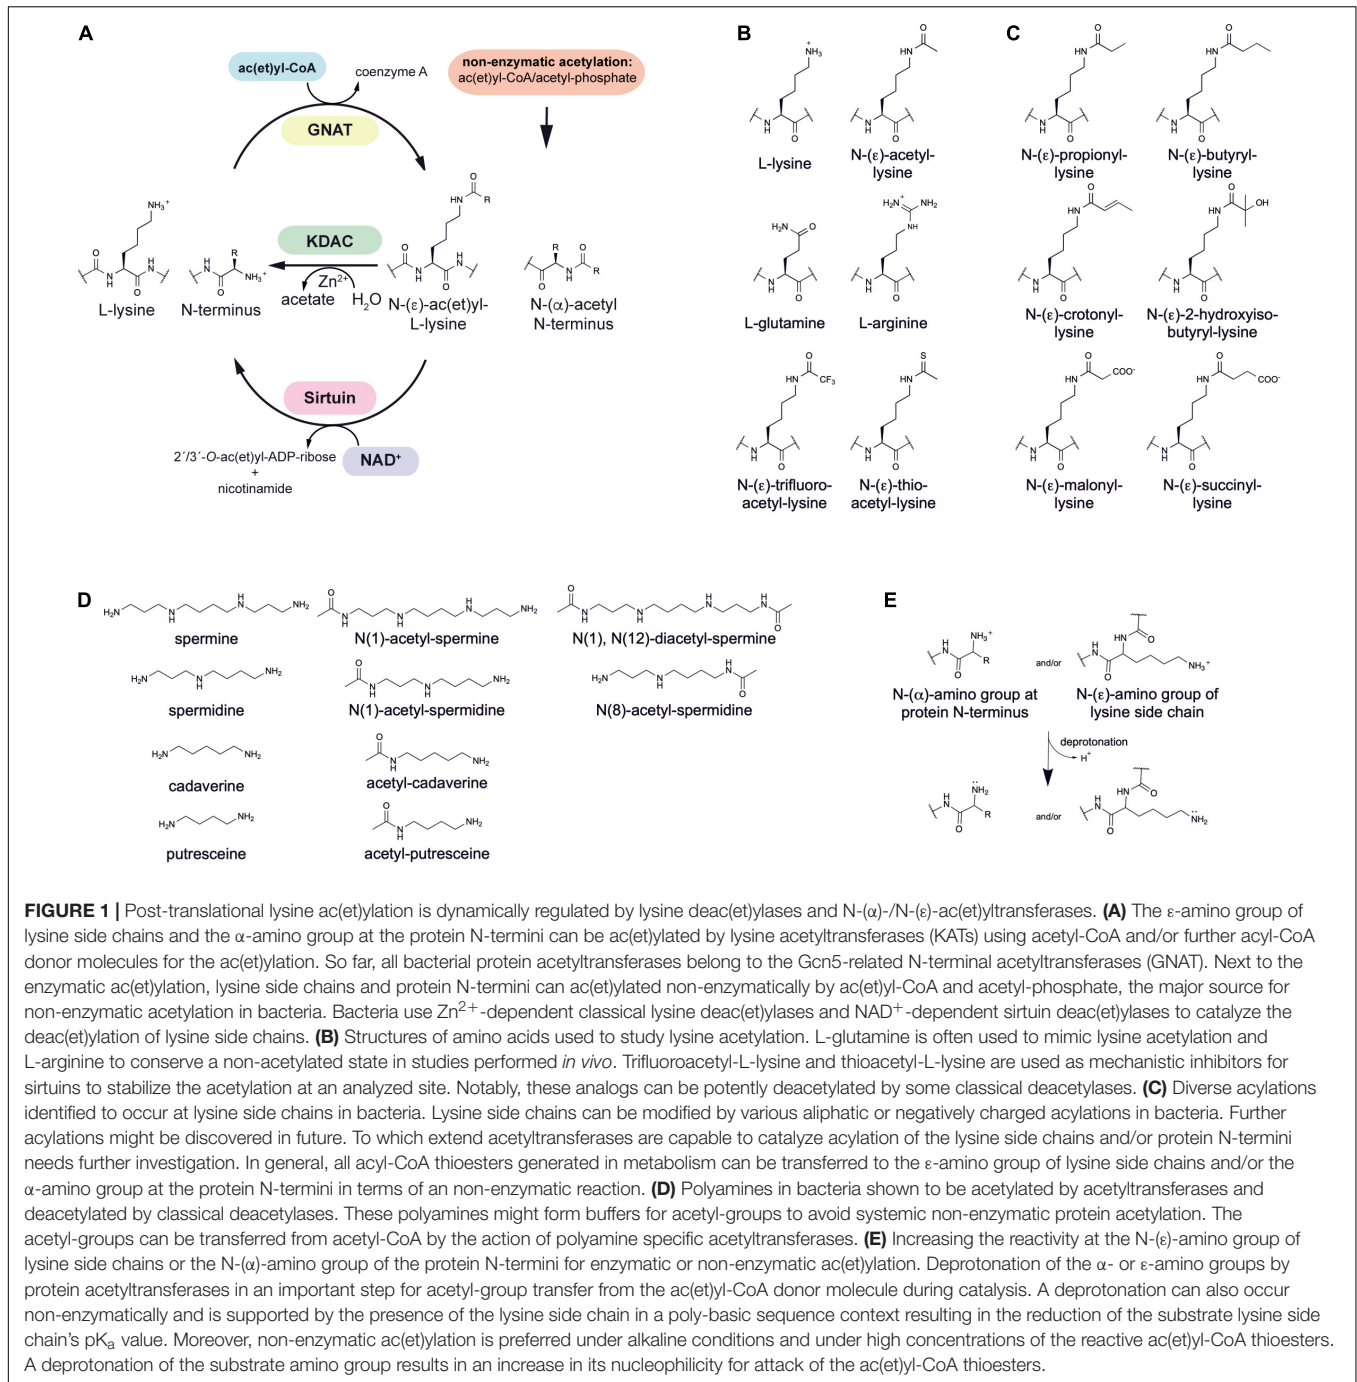 A
ac(et)yl-CoA
coenzyme A
non-enzymatic acetylation:
ac(et)yl-CoA/acetyl-phosphate
GNAT
NH₃⁺
O
HN
R
KDAC
Zn²⁺
acetate
H₂O
L-lysine
N-terminus
N-(ε)-ac(et)yl-
L-lysine
N-(α)-acetyl
N-terminus
Sirtuin
2´/3´-O-ac(et)yl-ADP-ribose
+
nicotinamide
NAD⁺
B
L-lysine
N-(ε)-acetyl-
lysine
L-glutamine
L-arginine
N-(ε)-trifluoro-
acetyl-lysine
N-(ε)-thio-
acetyl-lysine
C
N-(ε)-propionyl-
lysine
N-(ε)-butyryl-
lysine
N-(ε)-crotonyl-
lysine
N-(ε)-2-hydroxyiso-
butyryl-lysine
N-(ε)-malonyl-
lysine
N-(ε)-succinyl-
lysine
D
spermine
N(1)-acetyl-spermine
N(1), N(12)-diacetyl-spermine
spermidine
N(1)-acetyl-spermidine
N(8)-acetyl-spermidine
cadaverine
acetyl-cadaverine
putresceine
acetyl-putresceine
E
and/or
N-(α)-amino group at
protein N-terminus
N-(ε)-amino group of
lysine side chain
deprotonation
H⁺
and/or
FIGURE 1 | Post-translational lysine ac(et)ylation is dynamically regulated by lysine deac(et)ylases and N-(α)-/N-(ε)-ac(et)yltransferases. (A) The ε-amino group of
lysine side chains and the α-amino group at the protein N-termini can be ac(et)ylated by lysine acetyltransferases (KATs) using acetyl-CoA and/or further acyl-CoA
donor molecules for the ac(et)ylation. So far, all bacterial protein acetyltransferases belong to the Gcn5-related N-terminal acetyltransferases (GNAT). Next to the
enzymatic ac(et)ylation, lysine side chains and protein N-termini can ac(et)ylated non-enzymatically by ac(et)yl-CoA and acetyl-phosphate, the major source for
non-enzymatic acetylation in bacteria. Bacteria use Zn²⁺-dependent classical lysine deac(et)ylases and NAD⁺-dependent sirtuin deac(et)ylases to catalyze the
deac(et)ylation of lysine side chains. (B) Structures of amino acids used to study lysine acetylation. L-glutamine is often used to mimic lysine acetylation and
L-arginine to conserve a non-acetylated state in studies performed in vivo. Trifluoroacetyl-L-lysine and thioacetyl-L-lysine are used as mechanistic inhibitors for
sirtuins to stabilize the acetylation at an analyzed site. Notably, these analogs can be potently deacetylated by some classical deacetylases. (C) Diverse acylations
identified to occur at lysine side chains in bacteria. Lysine side chains can be modified by various aliphatic or negatively charged acylations in bacteria. Further
acylations might be discovered in future. To which extend acetyltransferases are capable to catalyze acylation of the lysine side chains and/or protein N-termini
needs further investigation. In general, all acyl-CoA thioesters generated in metabolism can be transferred to the ε-amino group of lysine side chains and/or the
α-amino group at the protein N-termini in terms of an non-enzymatic reaction. (D) Polyamines in bacteria shown to be acetylated by acetyltransferases and
deacetylated by classical deacetylases. These polyamines might form buffers for acetyl-groups to avoid systemic non-enzymatic protein acetylation. The
acetyl-groups can be transferred from acetyl-CoA by the action of polyamine specific acetyltransferases. (E) Increasing the reactivity at the N-(ε)-amino group of
lysine side chains or the N-(α)-amino group of the protein N-termini for enzymatic or non-enzymatic ac(et)ylation. Deprotonation of the α- or ε-amino groups by
protein acetyltransferases in an important step for acetyl-group transfer from the ac(et)yl-CoA donor molecule during catalysis. A deprotonation can also occur
non-enzymatically and is supported by the presence of the lysine side chain in a poly-basic sequence context resulting in the reduction of the substrate lysine side
chain's pKₐ value. Moreover, non-enzymatic ac(et)ylation is preferred under alkaline conditions and under high concentrations of the reactive ac(et)yl-CoA thioesters.
A deprotonation of the substrate amino group results in an increase in its nucleophilicity for attack of the ac(et)yl-CoA thioesters.